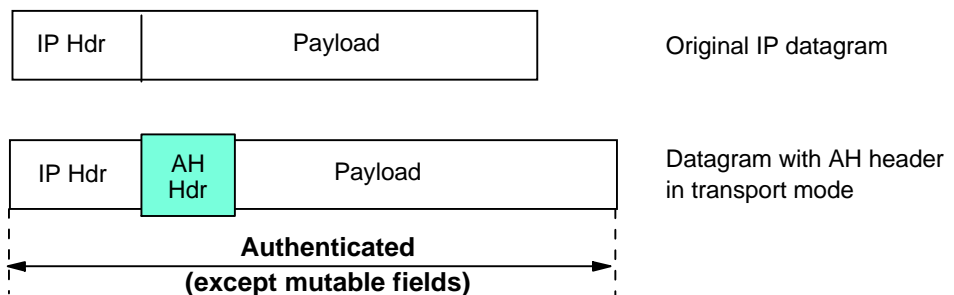 IP Hdr
Payload
Original IP datagram
IP Hdr
AH
Hdr
Payload
Datagram with AH header
in transport mode
Authenticated
(except mutable fields)